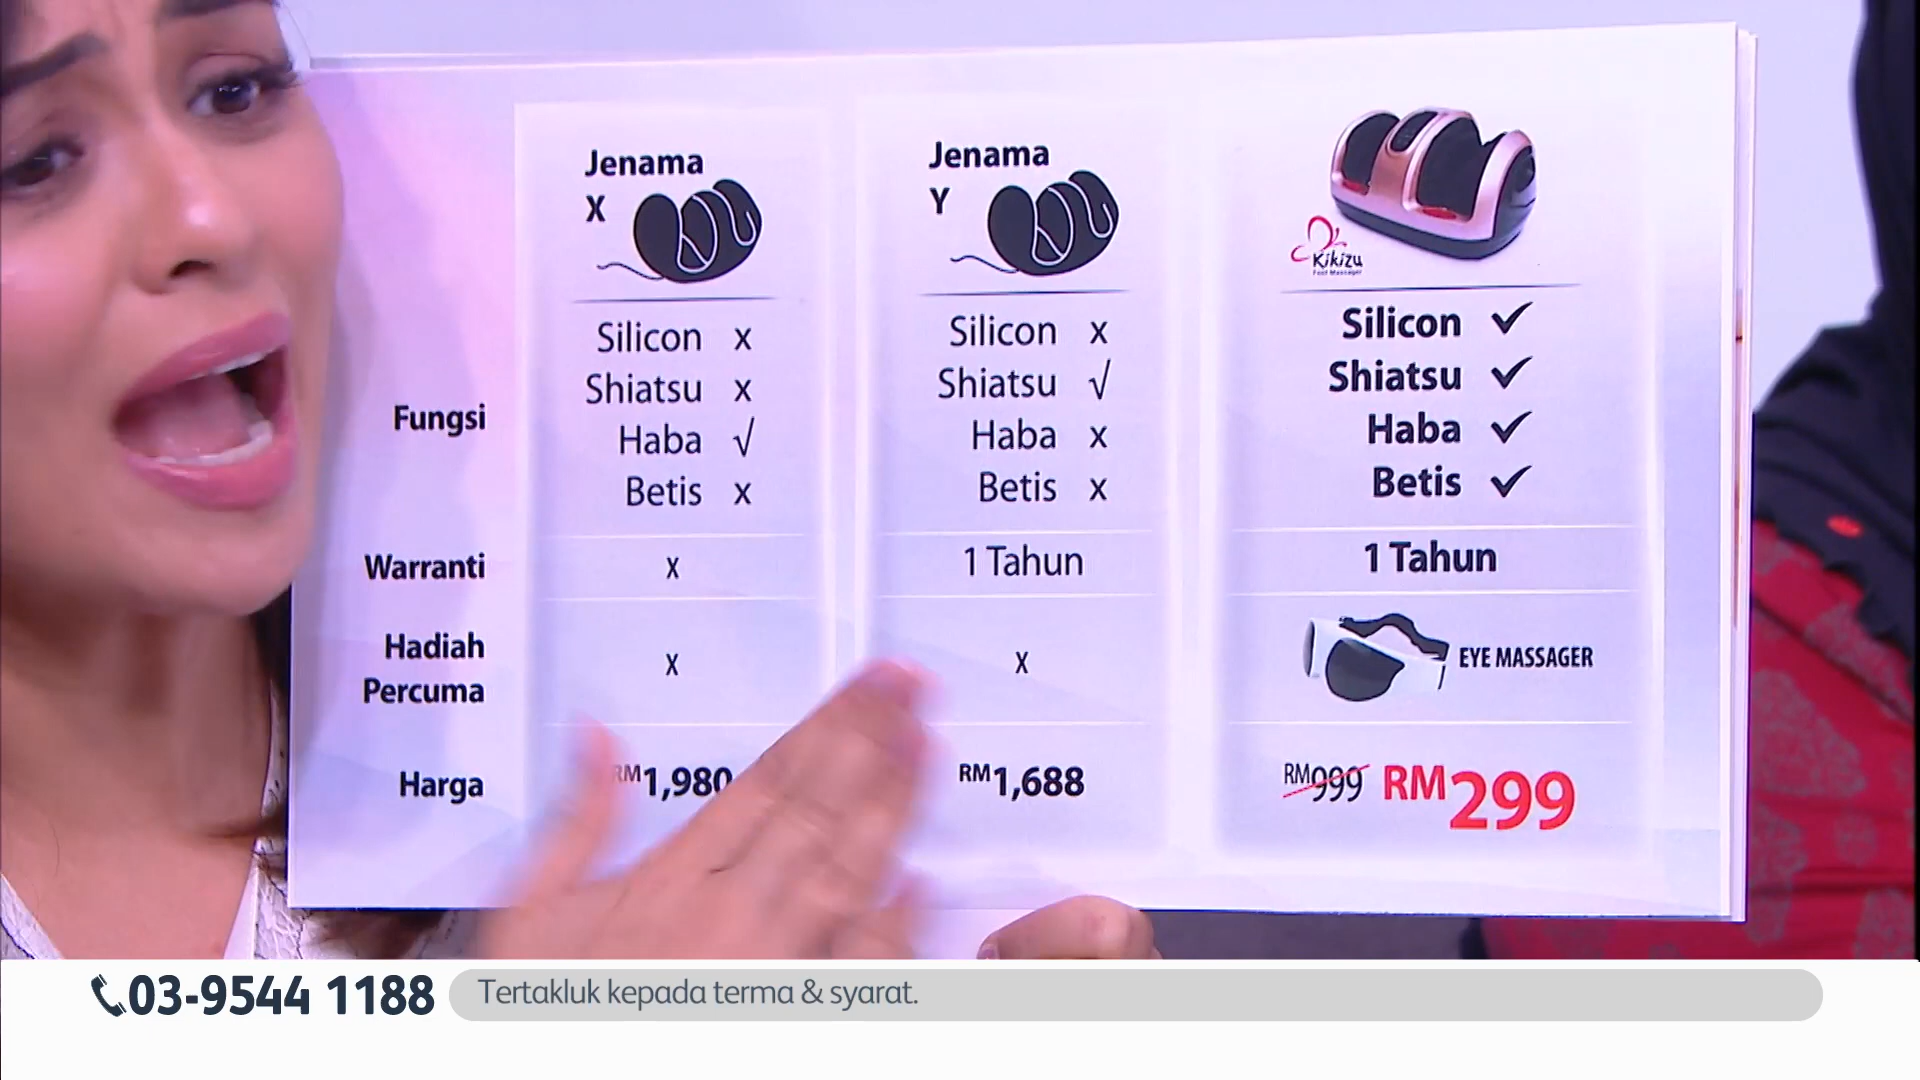 Jenama
X
Jenama
Y
Kikizu
Foot Massager
Fungsi
Silicon x
Shiatsu x
Haba √
Betis x
Silicon x
Shiatsu √
Haba x
Betis x
Silicon ✓
Shiatsu ✓
Haba ✓
Betis ✓
Warranti
x
1 Tahun
1 Tahun
Hadiah
Percuma
x
x
EYE MASSAGER
Harga
RM1,980
RM1,688
RM999 RM299
03-9544 1188
Tertakluk kepada terma & syarat.